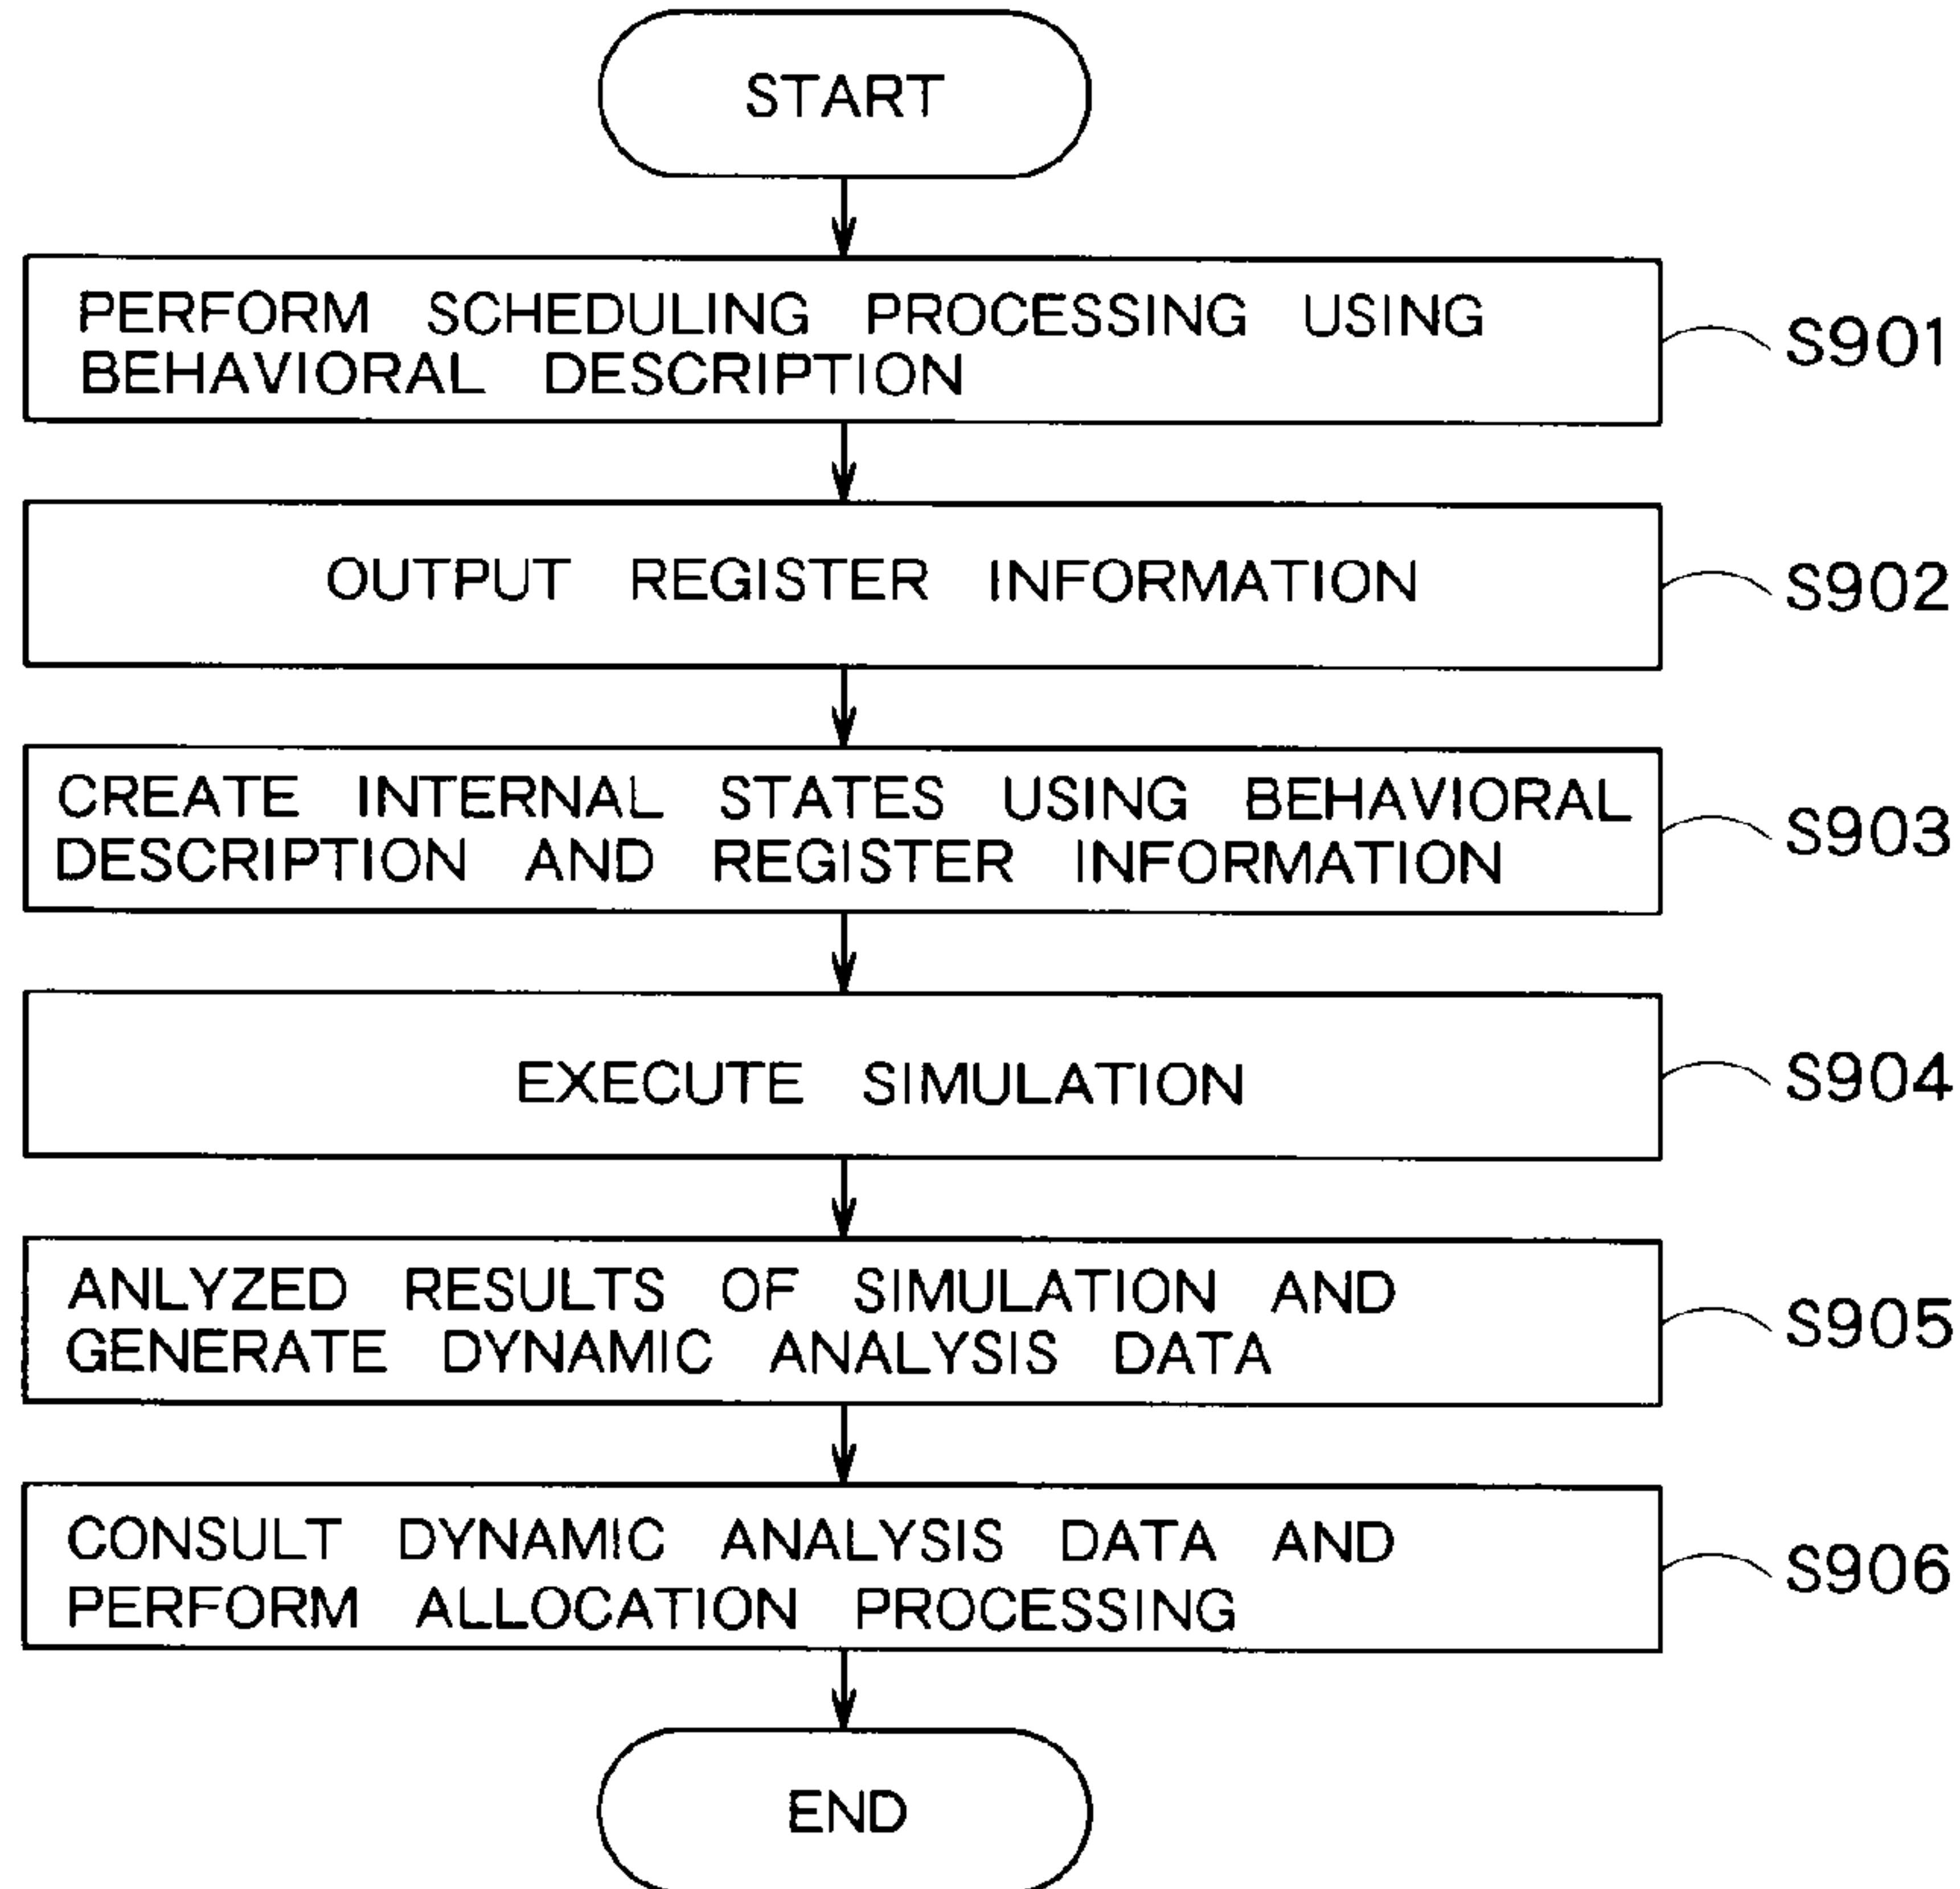 START
PERFORM SCHEDULING PROCESSING USING
BEHAVIORAL DESCRIPTION
S901
OUTPUT REGISTER INFORMATION
S902
CREATE INTERNAL STATES USING BEHAVIORAL
DESCRIPTION AND REGISTER INFORMATION
S903
EXECUTE SIMULATION
S904
ANLYZED RESULTS OF SIMULATION AND
GENERATE DYNAMIC ANALYSIS DATA
S905
CONSULT DYNAMIC ANALYSIS DATA AND
PERFORM ALLOCATION PROCESSING
S906
END